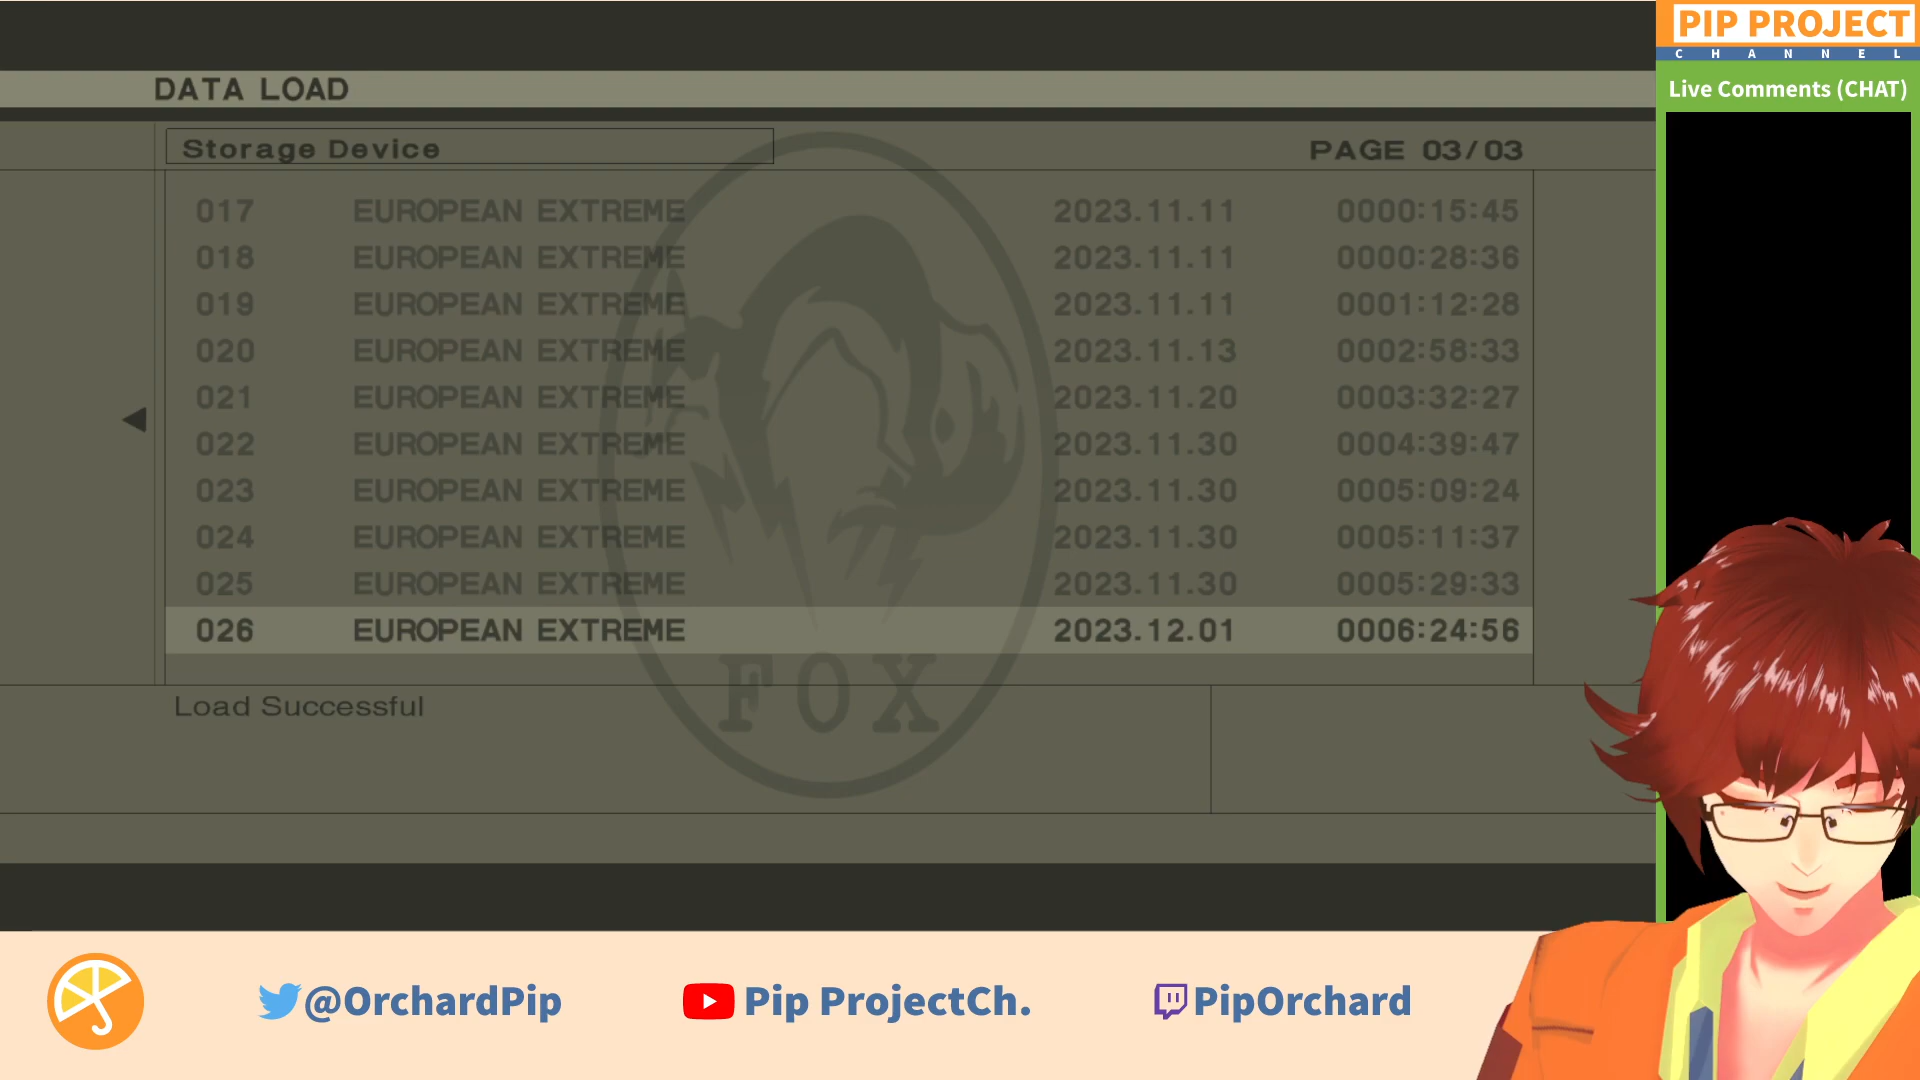 PIP PROJECT
CHANNEL
Live Comments (CHAT)
DATA LOAD
Storage Device PAGE 03/03
017 EUROPEAN EXTREME 2023.11.11 0000:15:45
018 EUROPEAN EXTREME 2023.11.11 0000:28:36
019 EUROPEAN EXTREME 2023.11.11 0001:12:28
020 EUROPEAN EXTREME 2023.11.13 0002:58:33
021 EUROPEAN EXTREME 2023.11.20 0003:32:27
022 EUROPEAN EXTREME 2023.11.30 0004:39:47
023 EUROPEAN EXTREME 2023.11.30 0005:09:24
024 EUROPEAN EXTREME 2023.11.30 0005:11:37
025 EUROPEAN EXTREME 2023.11.30 0005:29:33
026 EUROPEAN EXTREME 2023.12.01 0006:24:56
FOX
Load Successful
@OrchardPip Pip ProjectCh. PipOrchard